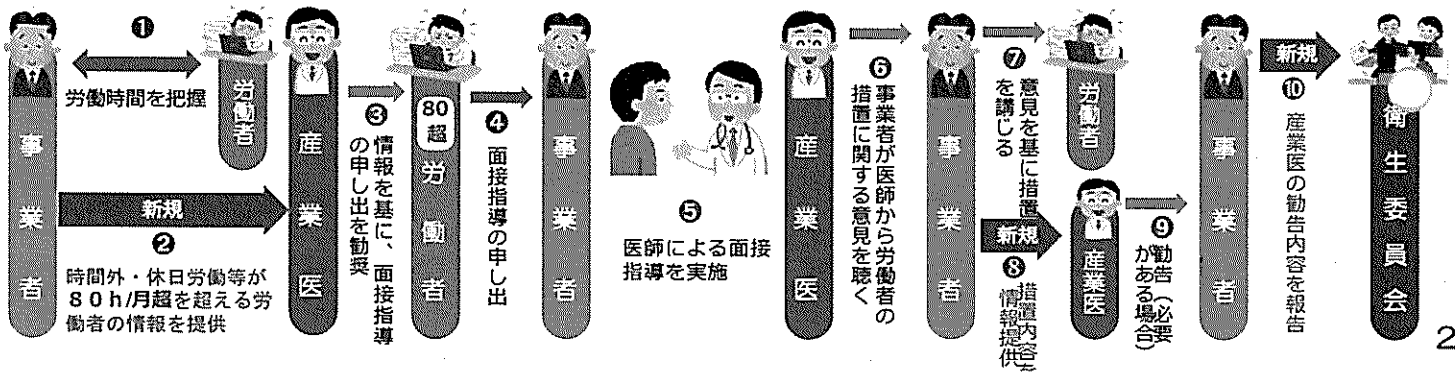 ❶
労働時間を把握
事業者
労働者
新規
❷
時間外・休日労働等が
80h/月超を超える労
働者の情報を提供
産業医
❸
情報を基に、面接指導
の申し出を勧奨
80
超
労働者
❹
面接指導の申し出
事業者
❺
医師による面接
指導を実施
産業医
❻
事業者が医師から労働者の
措置に関する意見を聴く
事業者
❼
意見を基に措置
を講じる
労働者
新規
❽
措置内容を
情報提供
産業医
❾
勧告(必要
がある場合)
事業者
新規
❿
産業医の勧告内容を報告
衛生委員会
2